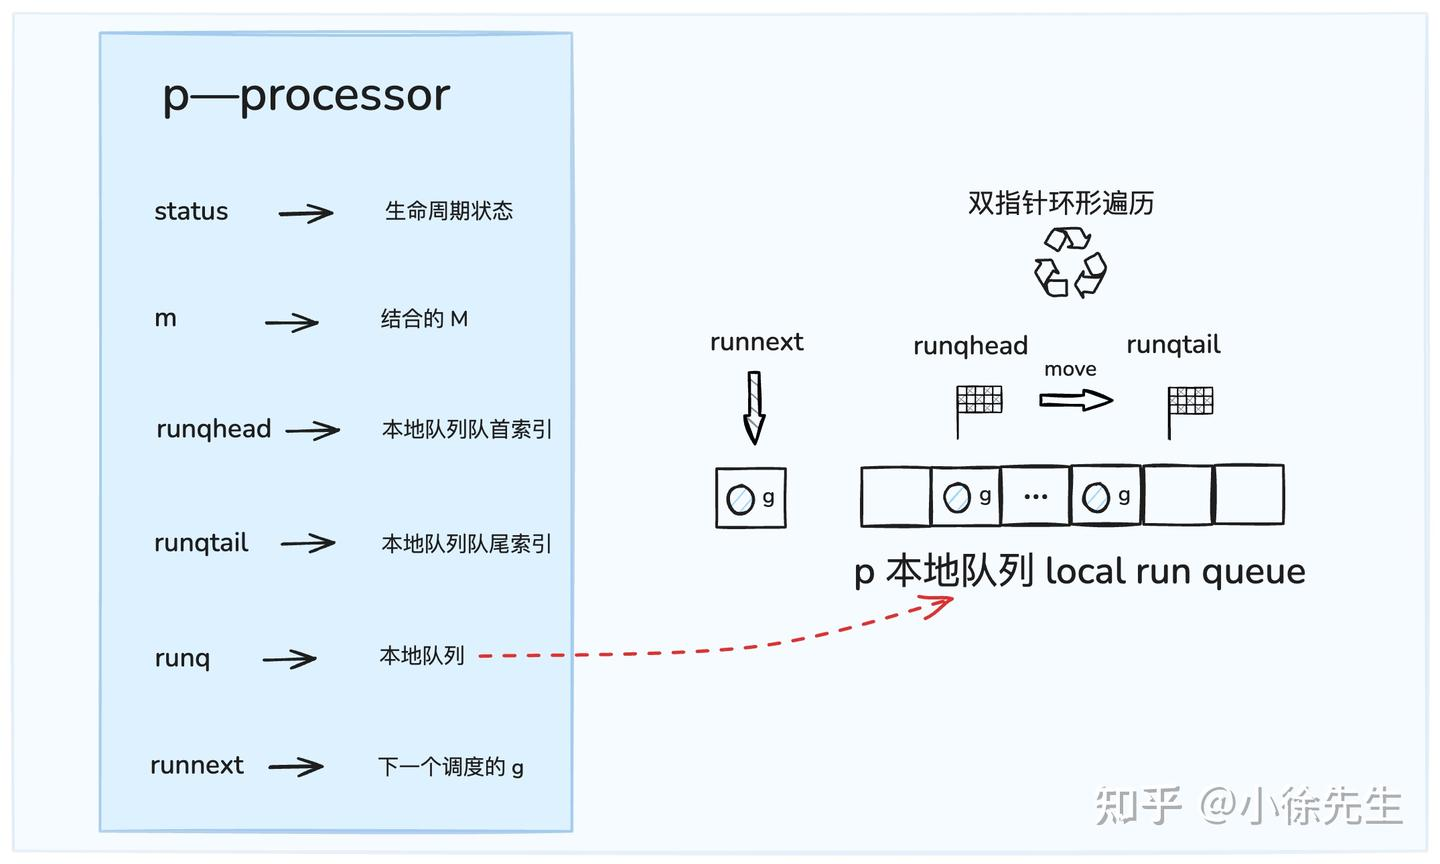 p—processor
status
生命周期状态
m
结合的 M
runqhead
本地队列队首索引
runqtail
本地队列队尾索引
runq
本地队列
runnext
下一个调度的 g
双指针环形遍历
runnext
runqhead
move
runqtail
g
g
...
g
p 本地队列 local run queue
知乎 @小徐先生